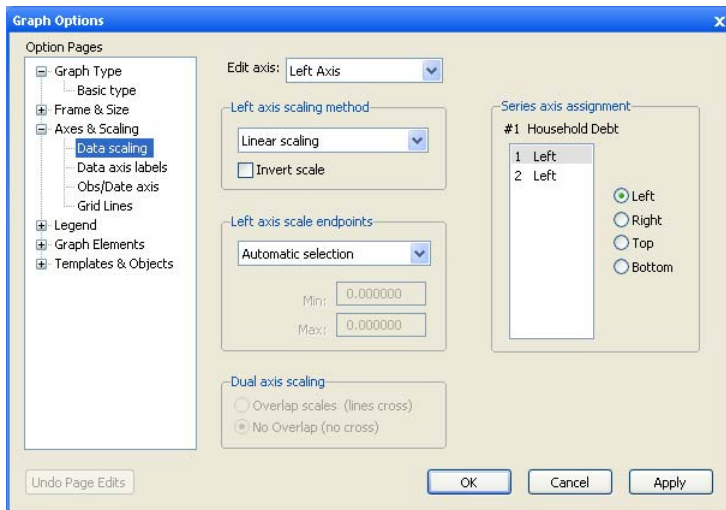 Graph Options
Option Pages
Graph Type
Basic type
Frame & Size
Axes & Scaling
Data scaling
Data axis labels
Obs/Date axis
Grid Lines
Legend
Graph Elements
Templates & Objects
Edit axis: Left Axis
Left axis scaling method
Linear scaling
Invert scale
Left axis scale endpoints
Automatic selection
Min: 0.000000
Max: 0.000000
Dual axis scaling
Overlap scales (lines cross)
No Overlap (no cross)
Series axis assignment
#1 Household Debt
1 Left
2 Left
Left
Right
Top
Bottom
Undo Page Edits
OK
Cancel
Apply